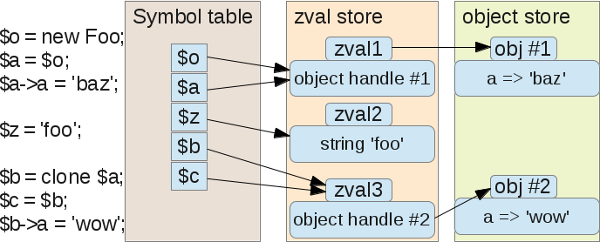 $o = new Foo;
$a = $o;
$a->a = 'baz';
$z = 'foo';
$b = clone $a;
$c = $b;
$b->a = 'wow';
Symbol table
$o
$a
$z
$b
$c
zval store
zval1
object handle #1
zval2
string 'foo'
zval3
object handle #2
object store
obj #1
a => 'baz'
obj #2
a => 'wow'